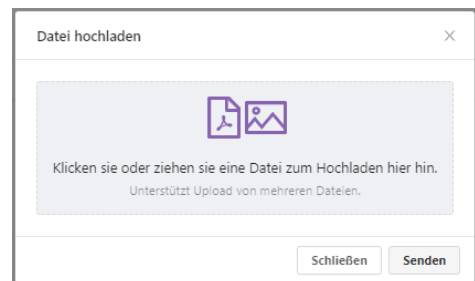 Datei hochladen
Klicken sie oder ziehen sie eine Datei zum Hochladen hier hin.
Unterstützt Upload von mehreren Dateien.
Schließen Senden